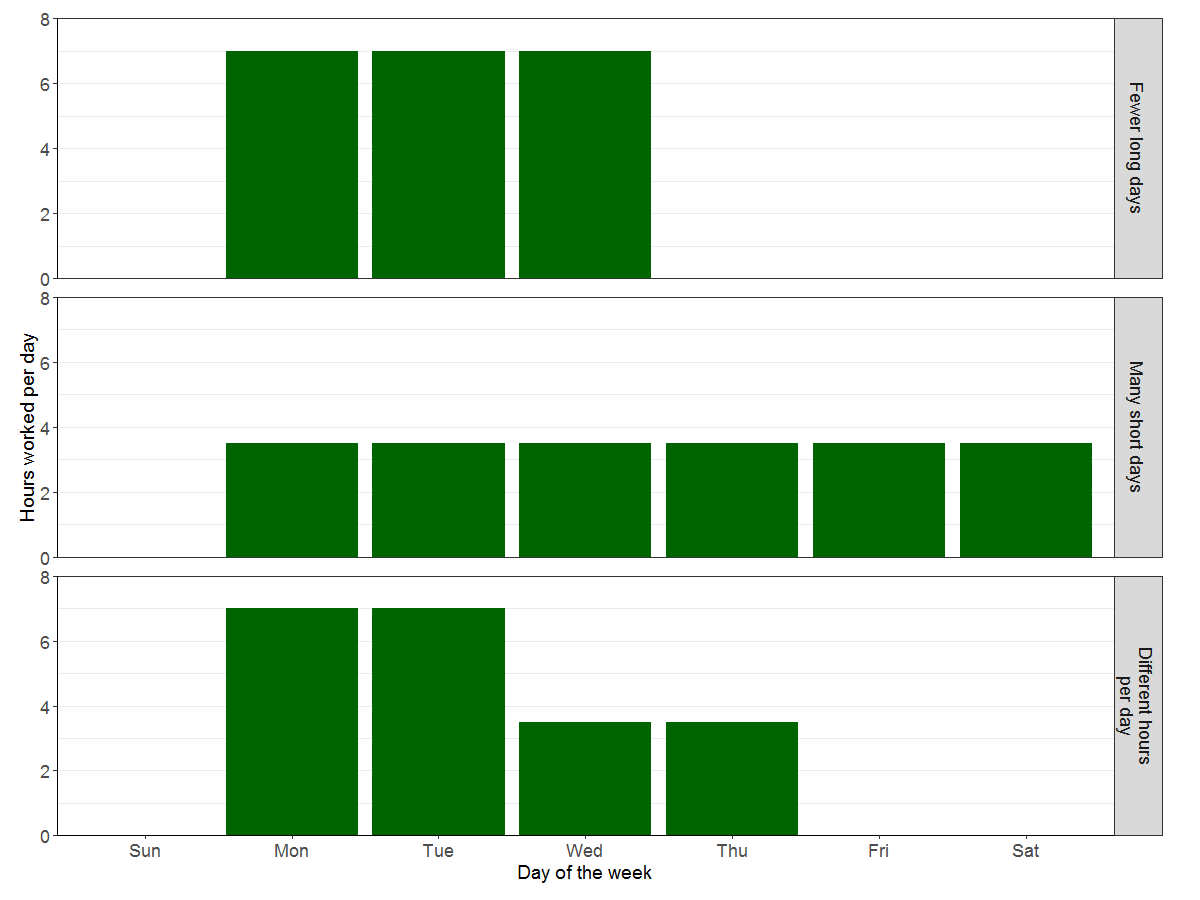 8
6
4
2
0
Fewer long days
8
6
4
2
0
Many short days
8
6
4
2
0
Different hours
per day
Hours worked per day
Sun Mon Tue Wed Thu Fri Sat
Day of the week